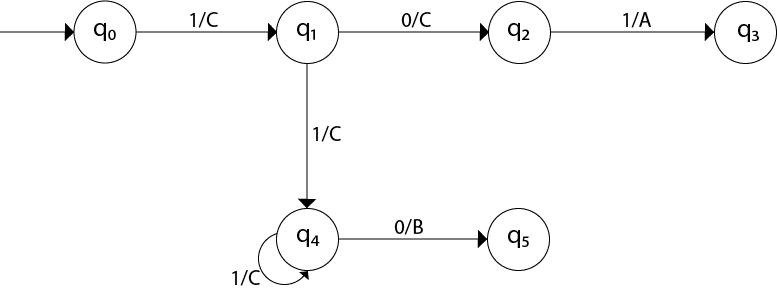 1/C 0/C 1/A
q₀ q₁ q₂ q₃
1/C
q₄ 0/B q₅
1/C